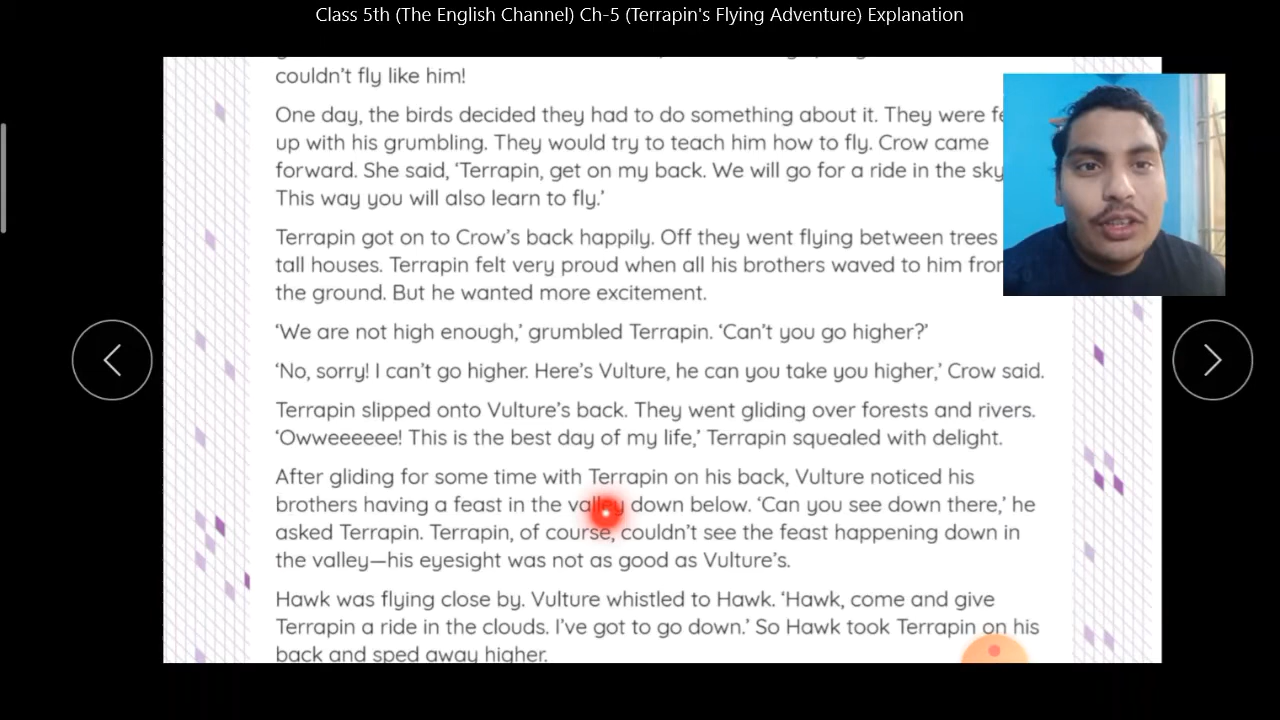 Class 5th (The English Channel) Ch-5 (Terrapin's Flying Adventure) Explanation
couldn’t fly like him!
One day, the birds decided they had to do something about it. They were
up with his grumbling. They would try to teach him how to fly. Crow came
forward. She said, ‘Terrapin, get on my back. We will go for a ride in the sky
This way you will also learn to fly.’
Terrapin got on to Crow’s back happily. Off they went flying between trees
tall houses. Terrapin felt very proud when all his brothers waved to him
the ground. But he wanted more excitement.
‘We are not high enough,’ grumbled Terrapin. ‘Can’t you go higher?’
‘No, sorry! I can’t go higher. Here’s Vulture, he can you take you higher,’ Crow said.
Terrapin slipped onto Vulture’s back. They went gliding over forests and rivers.
‘Owweeeeee! This is the best day of my life,’ Terrapin squealed with delight.
After gliding for some time with Terrapin on his back, Vulture noticed his
brothers having a feast in the valley down below. ‘Can you see down there,’ he
asked Terrapin. Terrapin, of course, couldn’t see the feast happening down in
the valley—his eyesight was not as good as Vulture’s.
Hawk was flying close by. Vulture whistled to Hawk. ‘Hawk, come and give
Terrapin a ride in the clouds. I’ve got to go down.’ So Hawk took Terrapin on his
back and sped away higher.